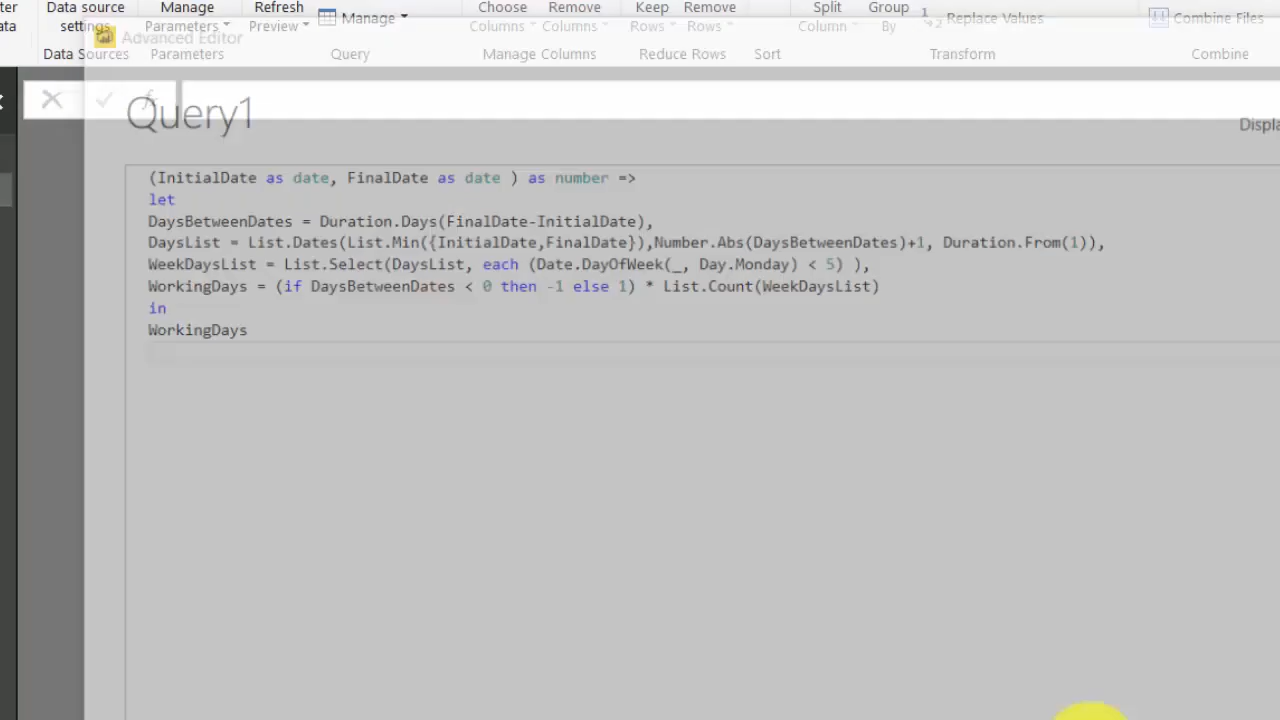 ter
Data source
Manage
Refresh
Manage
Choose
Remove
Keep
Remove
Split
Group
Replace Values
Combine Files
ata
settings
Parameters
Preview
Columns
Columns
Rows
Rows
Column
By
Advanced Editor
Data Sources
Parameters
Query
Manage Columns
Reduce Rows
Sort
Transform
Combine
Query1
Displa
(InitialDate as date, FinalDate as date ) as number =>
let
DaysBetweenDates = Duration.Days(FinalDate-InitialDate),
DaysList = List.Dates(List.Min({InitialDate,FinalDate}),Number.Abs(DaysBetweenDates)+1, Duration.From(1)),
WeekDaysList = List.Select(DaysList, each (Date.DayOfWeek(_, Day.Monday) < 5) ),
WorkingDays = (if DaysBetweenDates < 0 then -1 else 1) * List.Count(WeekDaysList)
in
WorkingDays